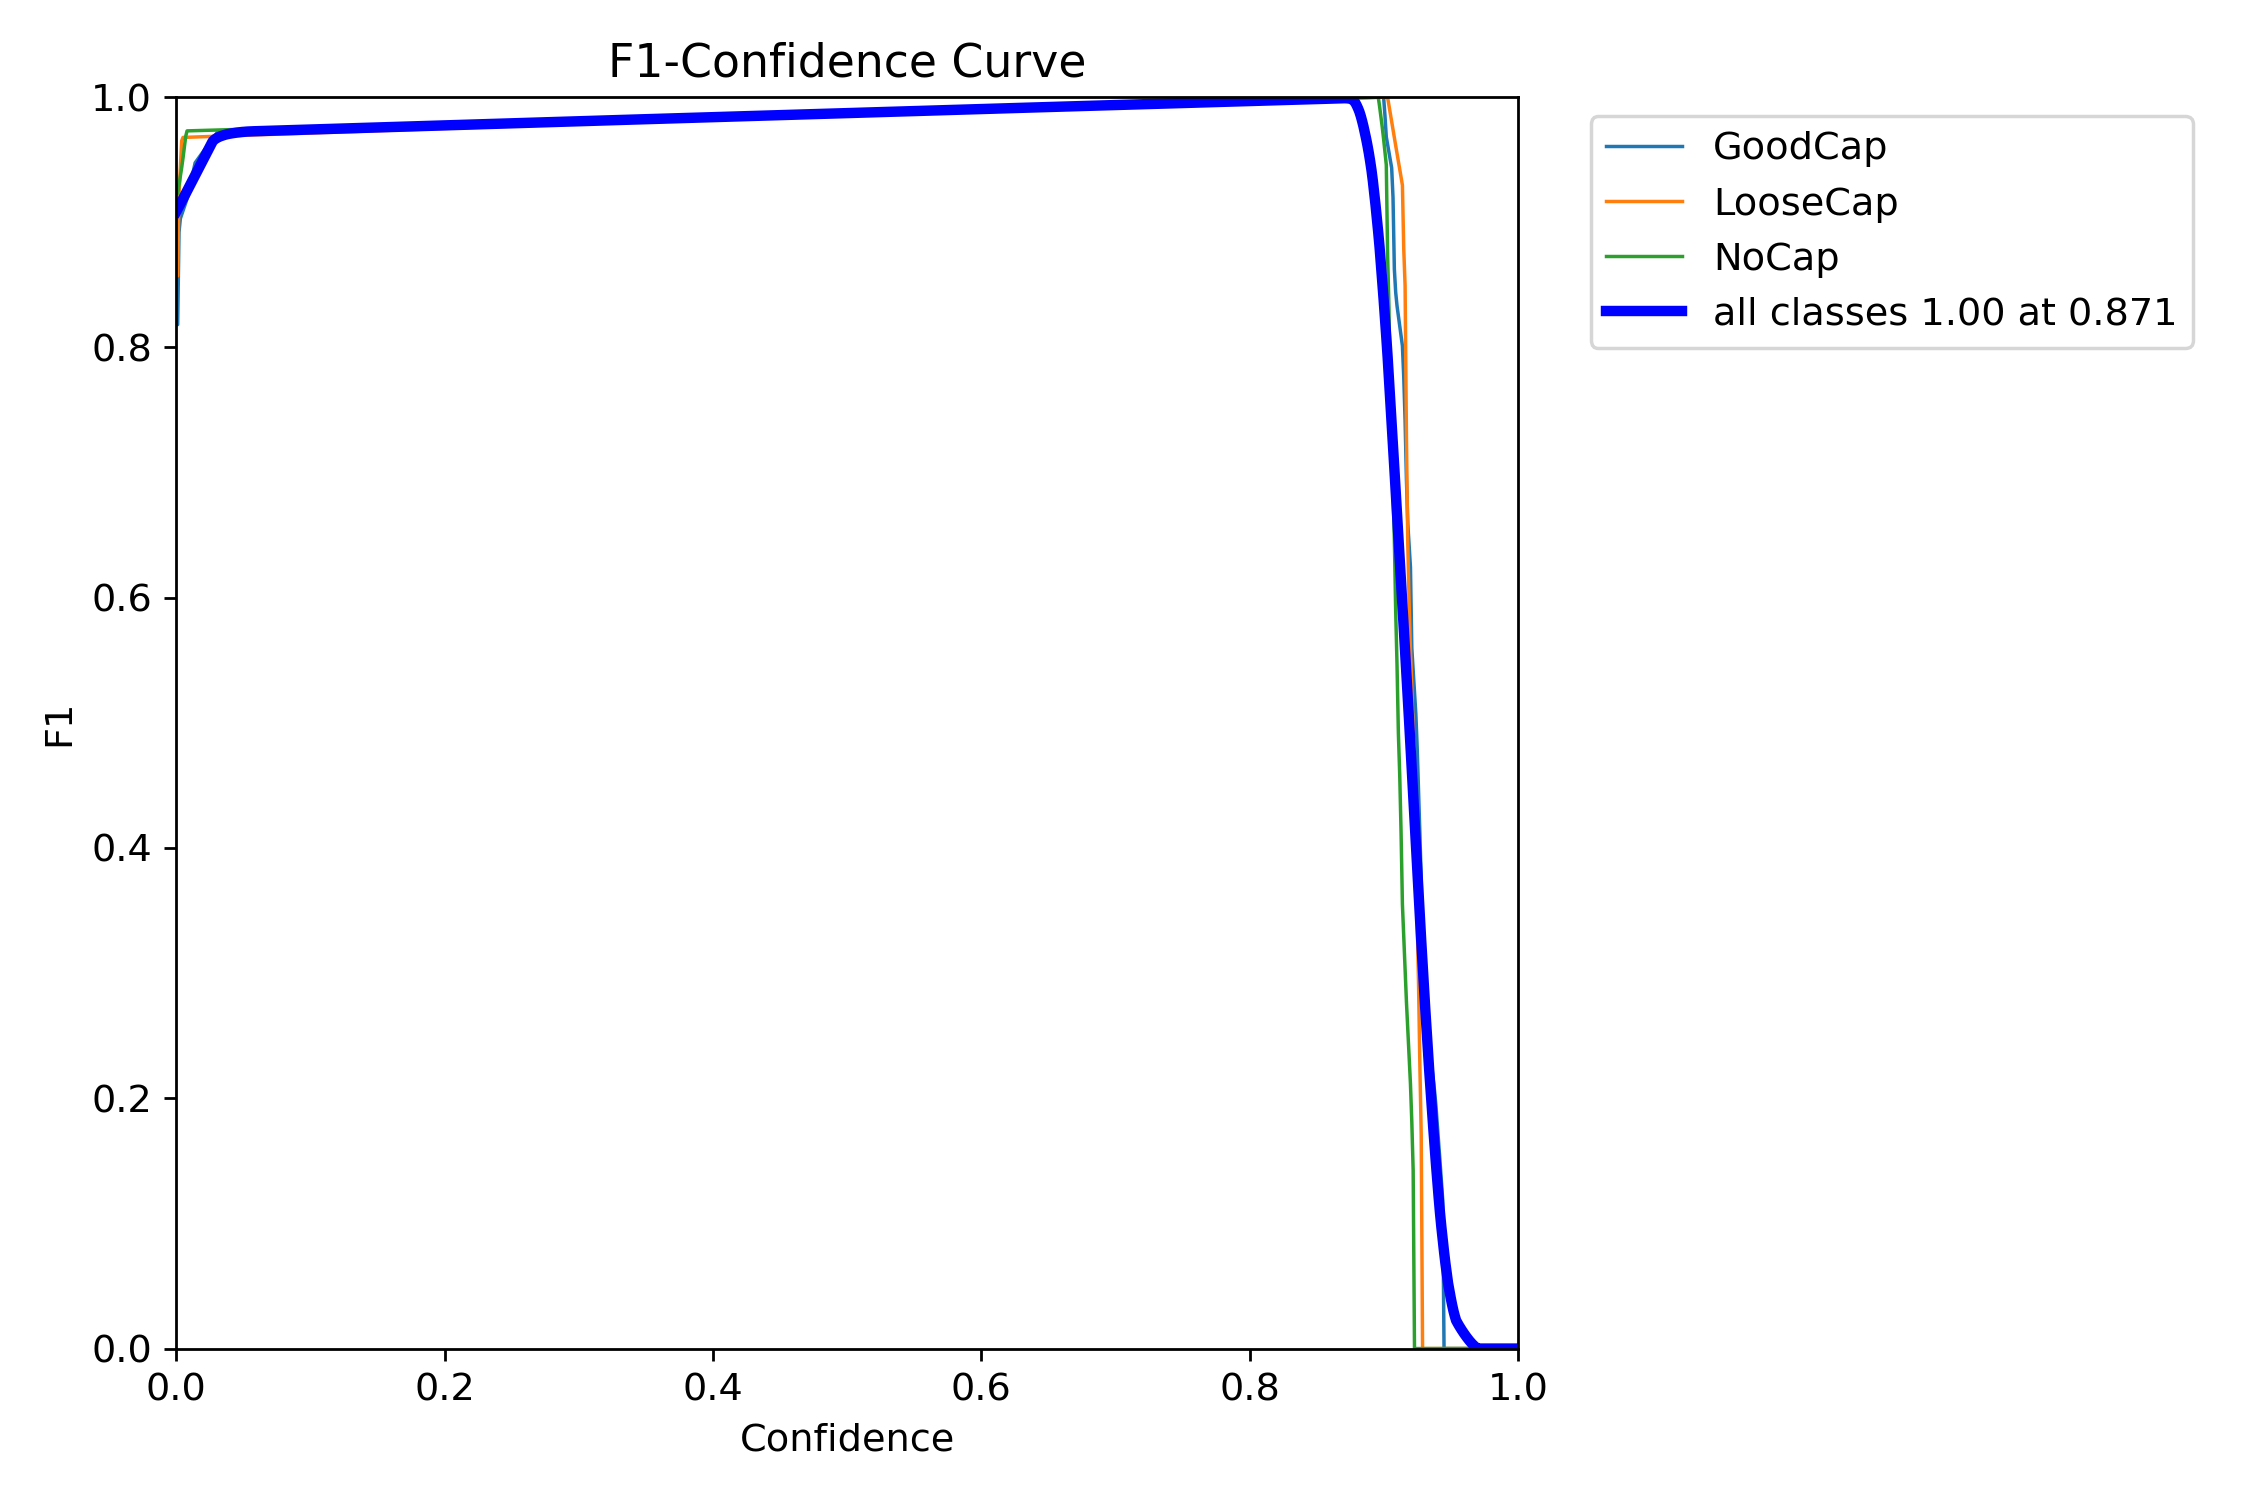 F1-Confidence Curve
1.0
0.8
0.6
0.4
0.2
0.0
F1
0.0 0.2 0.4 0.6 0.8 1.0
Confidence
GoodCap
LooseCap
NoCap
all classes 1.00 at 0.871